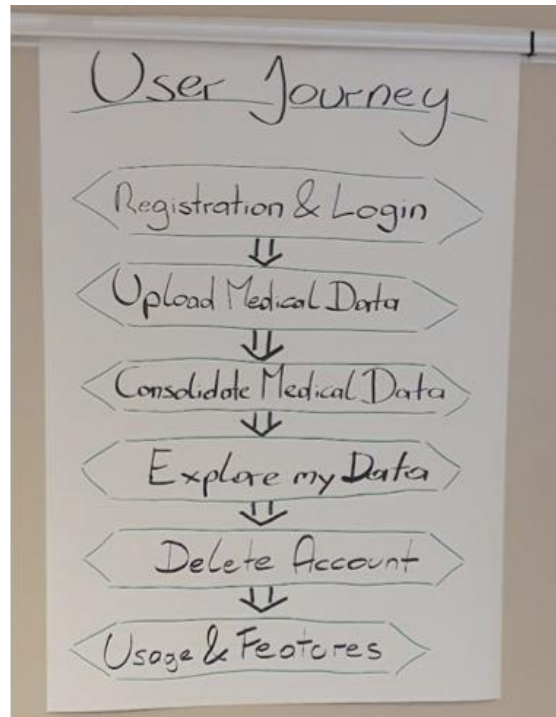 User Journey
Registration & Login
Upload Medical Data
Consolidate Medical Data
Explore my Data
Delete Account
Usage & Features